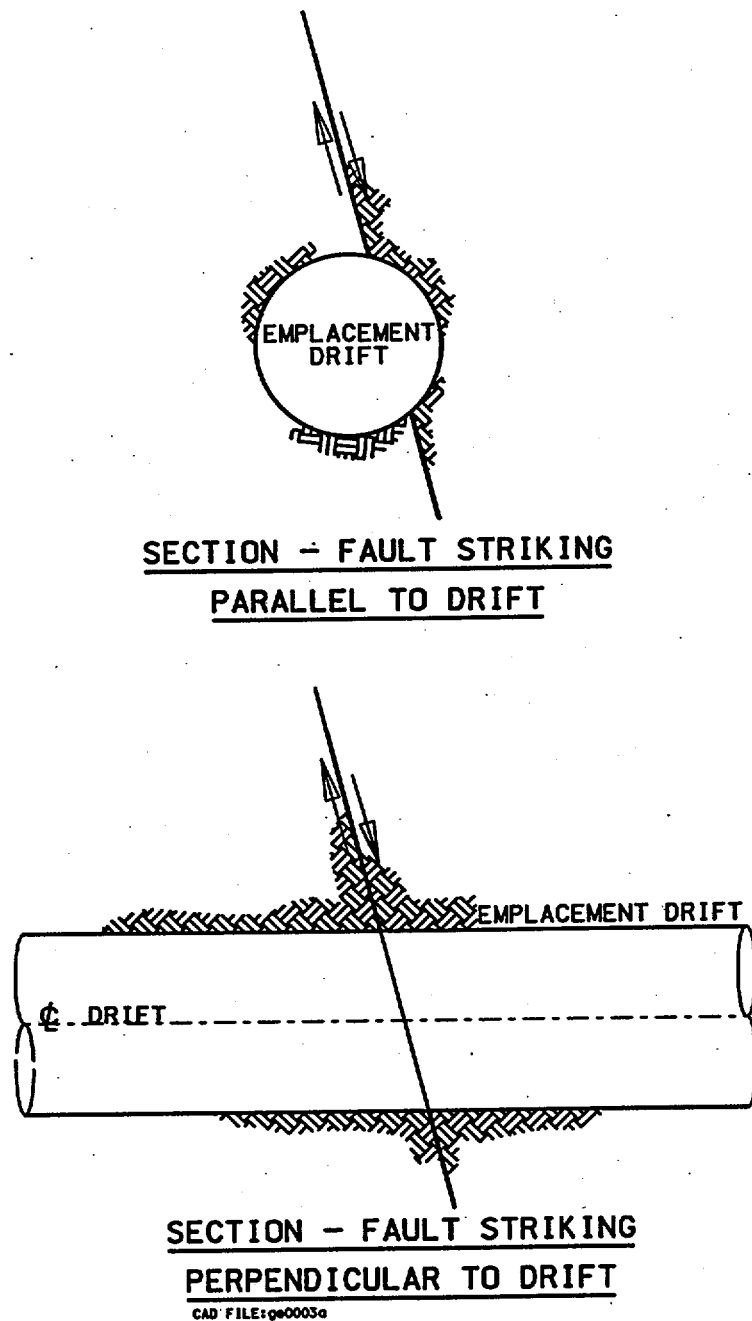 EMPLACEMENT
DRIFT
SECTION - FAULT STRIKING
PARALLEL TO DRIFT
EMPLACEMENT DRIFT
℄ DRIFT
SECTION - FAULT STRIKING
PERPENDICULAR TO DRIFT
CAD FILE:ge0003a